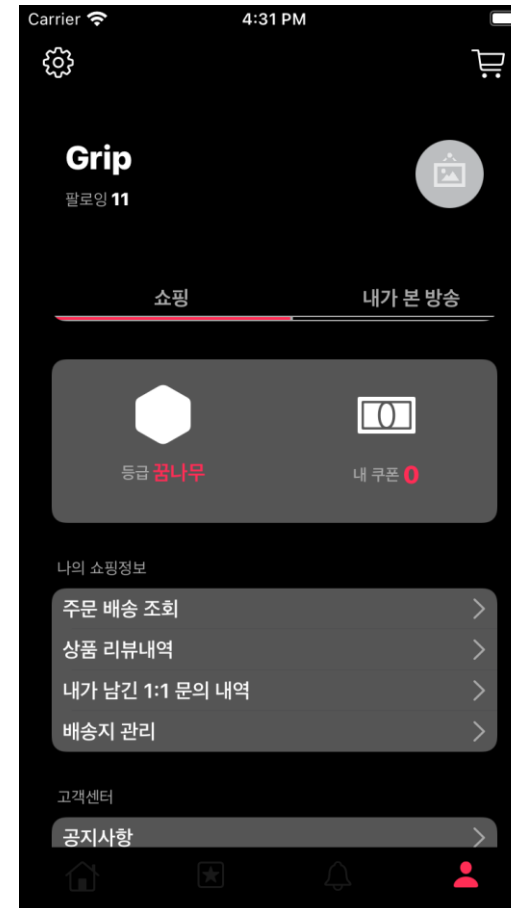 Carrier 4:31 PM
Grip
팔로잉 11
쇼핑 내가 본 방송
등급 꿈나무 내 쿠폰 0
나의 쇼핑정보
주문 배송 조회
상품 리뷰내역
내가 남긴 1:1 문의 내역
배송지 관리
고객센터
공지사항